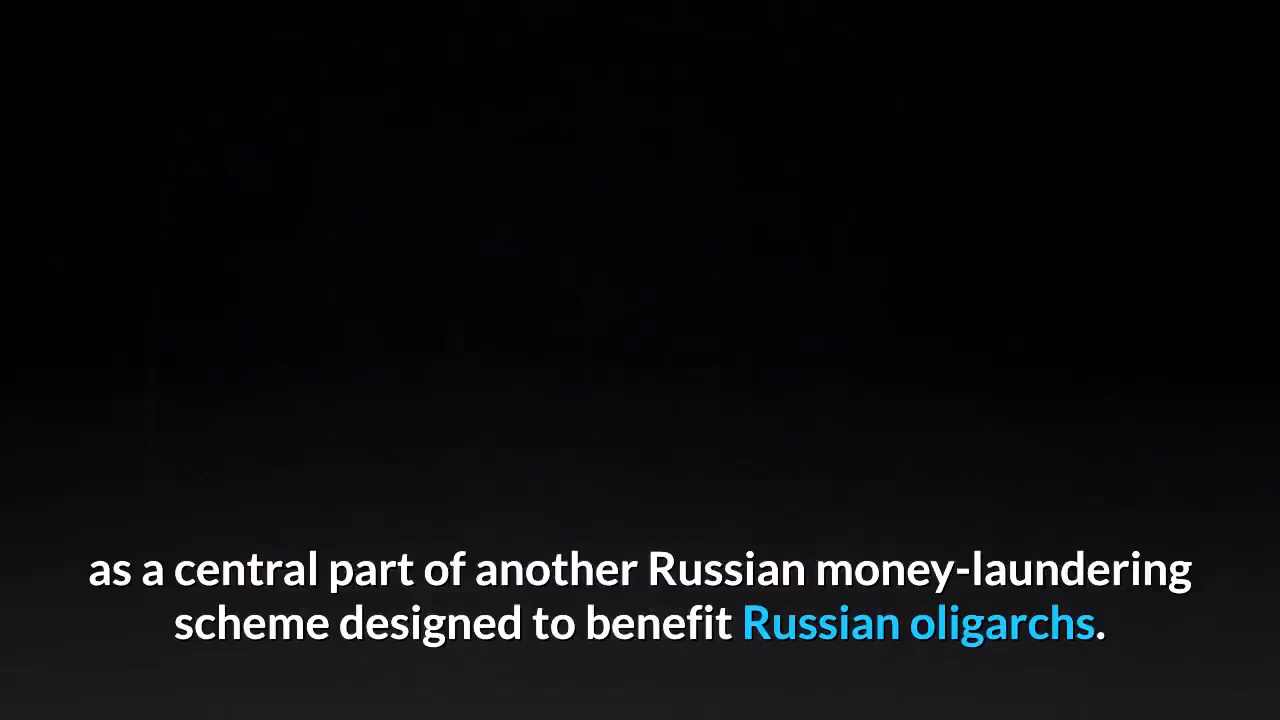 as a central part of another Russian money-laundering
scheme designed to benefit Russian oligarchs.